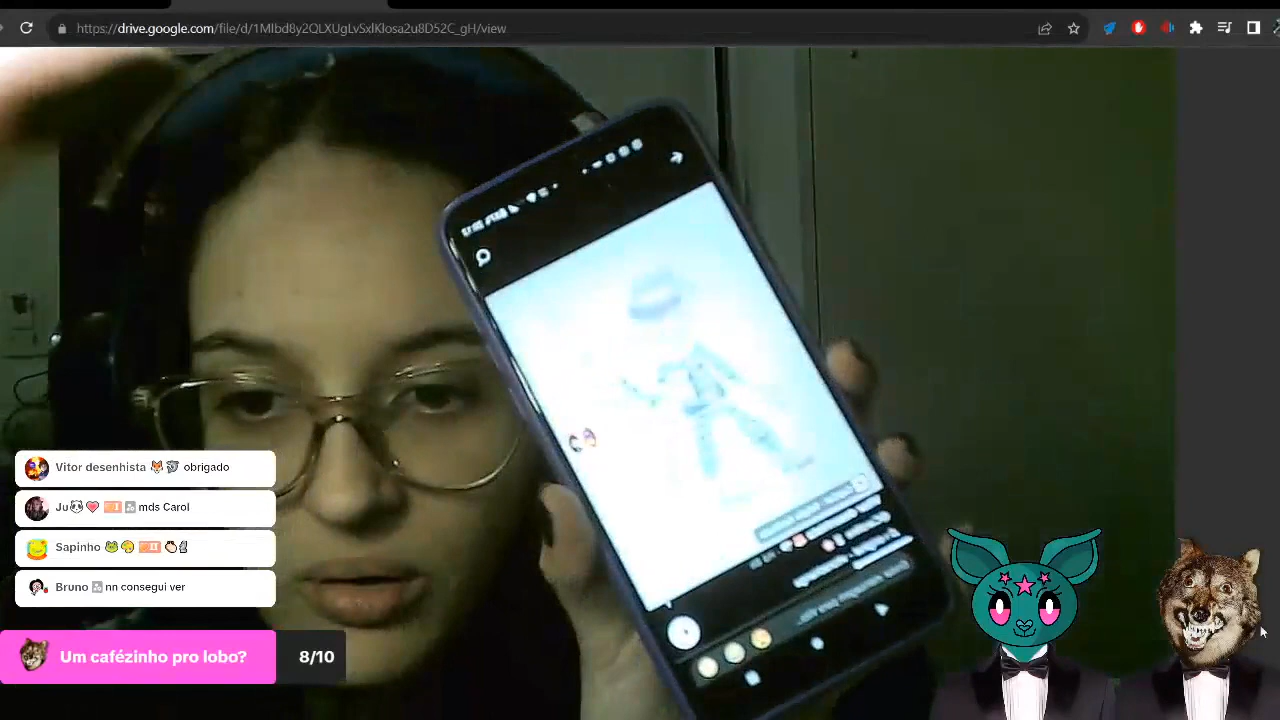 https://drive.google.com/file/d/1MIbd8y2QLXUgLvSxlKlosa2u8D52C_gH/view
Vitor desenhista 🦊 obrigado
Ju🐼❤️ mds Carol
Sapinho
Bruno nn consegui ver
Um cafézinho pro lobo?
8/10